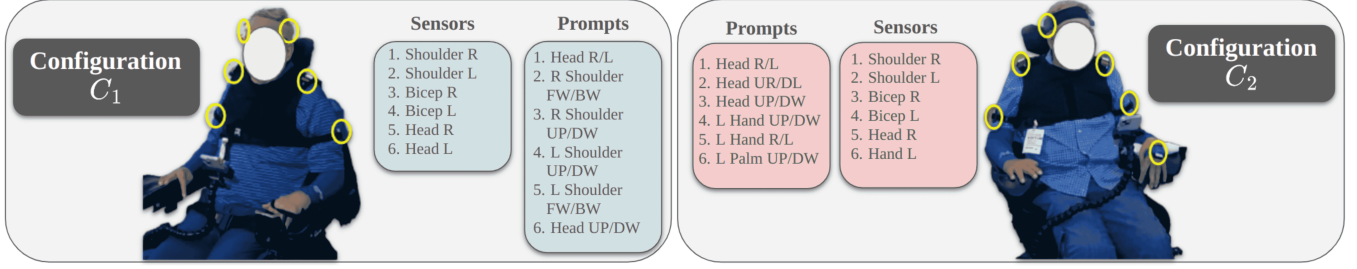 Configuration
C₁
Sensors
1. Shoulder R
2. Shoulder L
3. Bicep R
4. Bicep L
5. Head R
6. Head L
Prompts
1. Head R/L
2. R Shoulder
FW/BW
3. R Shoulder
UP/DW
4. L Shoulder
UP/DW
5. L Shoulder
FW/BW
6. Head UP/DW
Prompts
1. Head R/L
2. Head UR/DL
3. Head UP/DW
4. L Hand UP/DW
5. L Hand R/L
6. L Palm UP/DW
Sensors
1. Shoulder R
2. Shoulder L
3. Bicep R
4. Bicep L
5. Head R
6. Hand L
Configuration
C₂